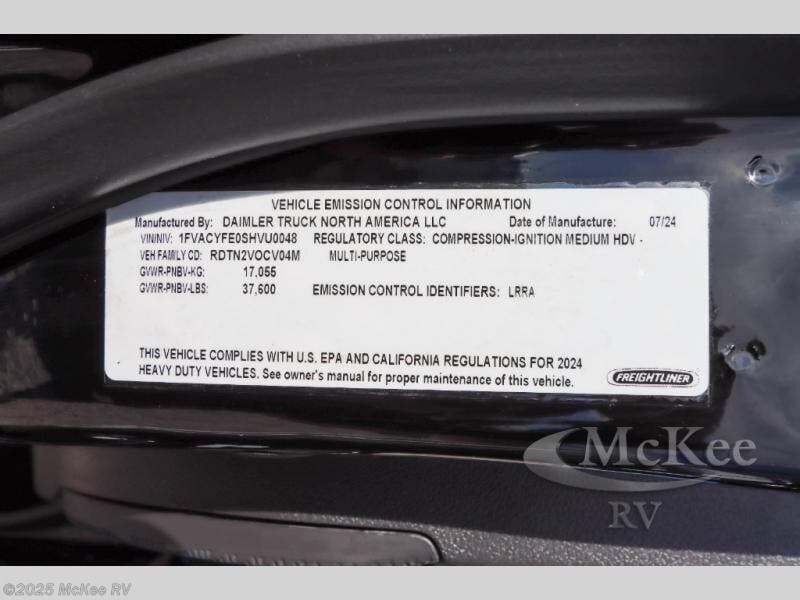 VEHICLE EMISSION CONTROL INFORMATION
Manufactured By: DAIMLER TRUCK NORTH AMERICA LLC Date of Manufacture: 07/24
VIN/NIV: 1FVACYFE0SHVU0048 REGULATORY CLASS: COMPRESSION-IGNITION MEDIUM HDV -
VEH FAMILY CD: RDTN2VOCV04M MULTI-PURPOSE
GVWR-PNBV-KG: 17,055
GVWR-PNBV-LBS: 37,600 EMISSION CONTROL IDENTIFIERS: LRRA
THIS VEHICLE COMPLIES WITH U.S. EPA AND CALIFORNIA REGULATIONS FOR 2024
HEAVY DUTY VEHICLES. See owner's manual for proper maintenance of this vehicle.
FREIGHTLINER
McKee
RV
©2025 McKee RV